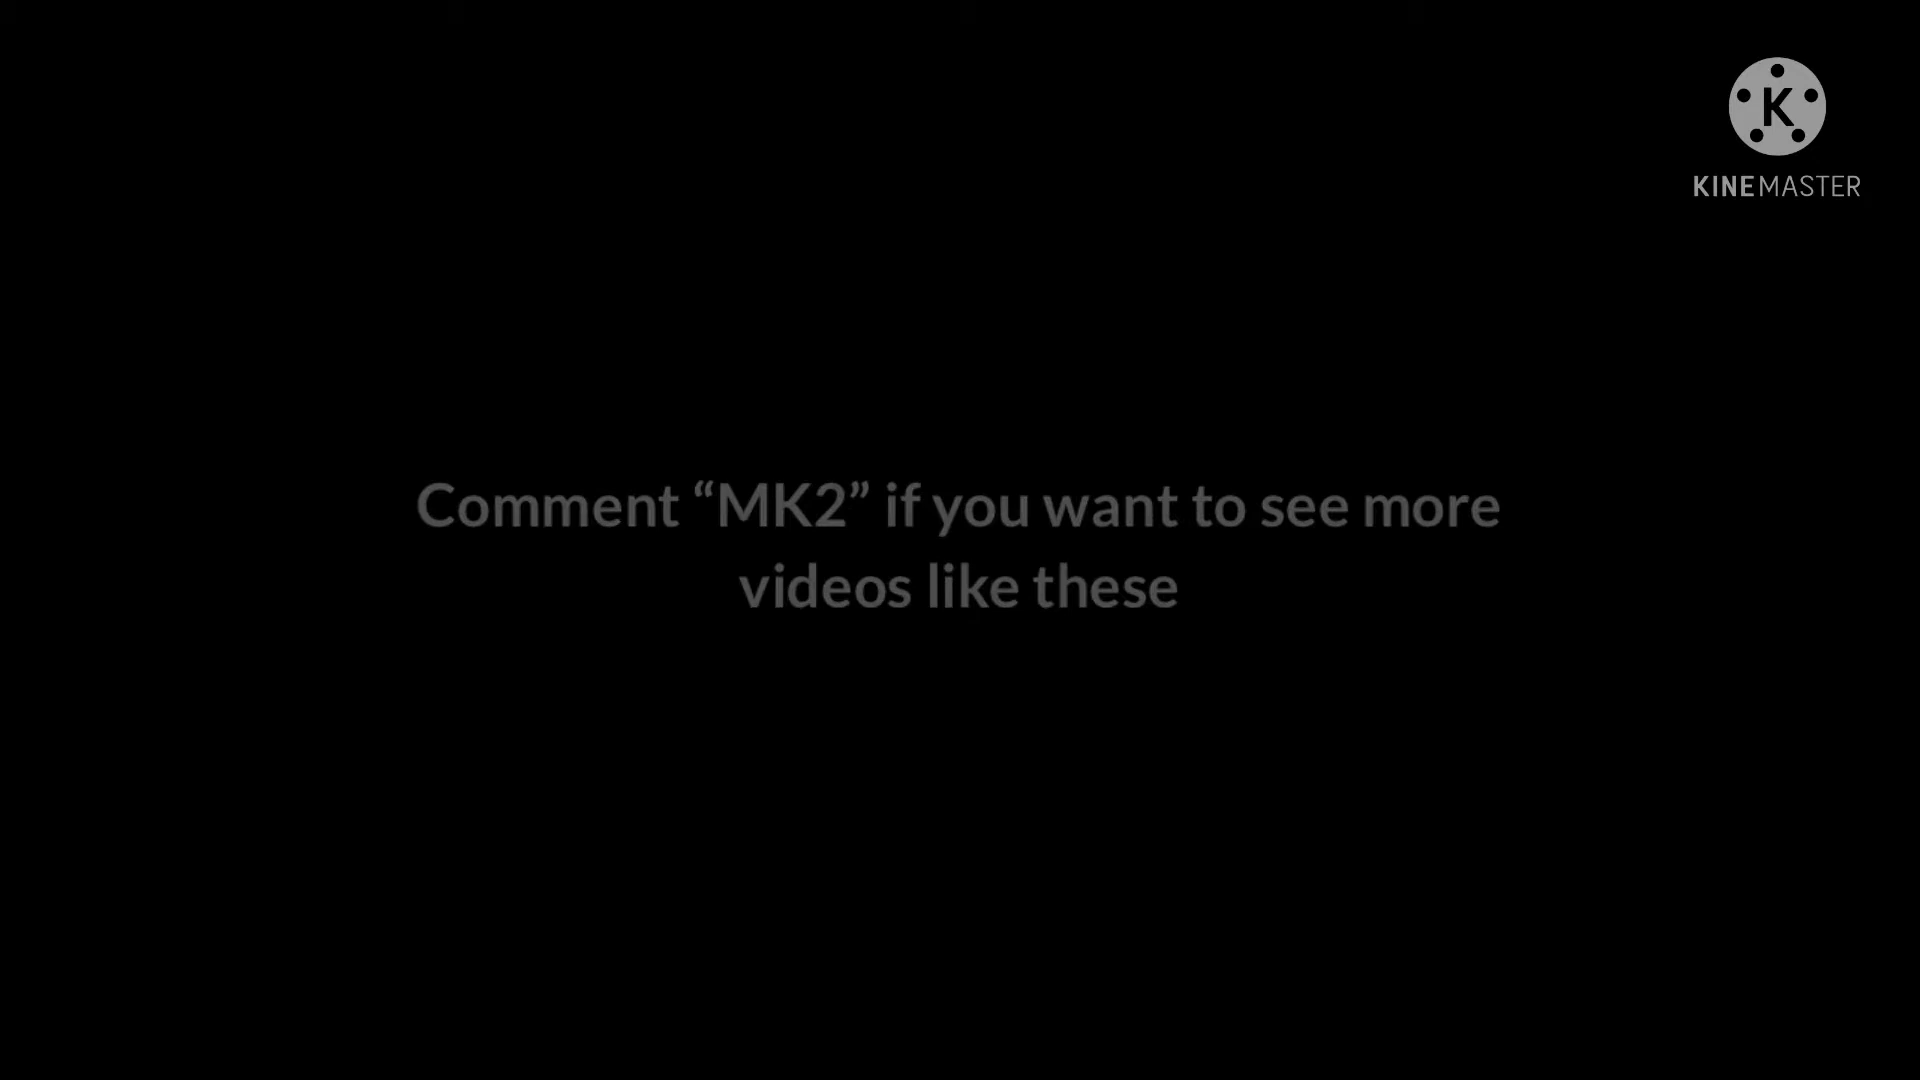 K
KINEMASTER
Comment “MK2” if you want to see more
videos like these